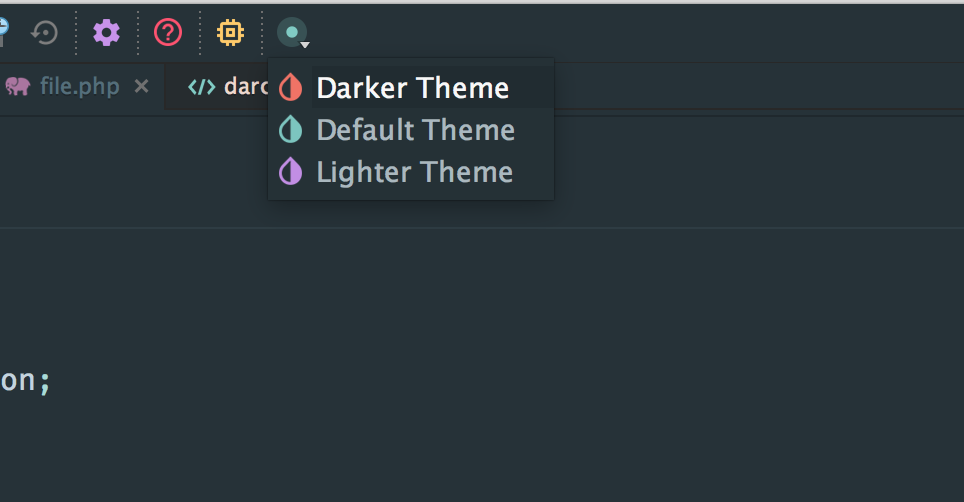 file.php
darc
Darker Theme
Default Theme
Lighter Theme
on;